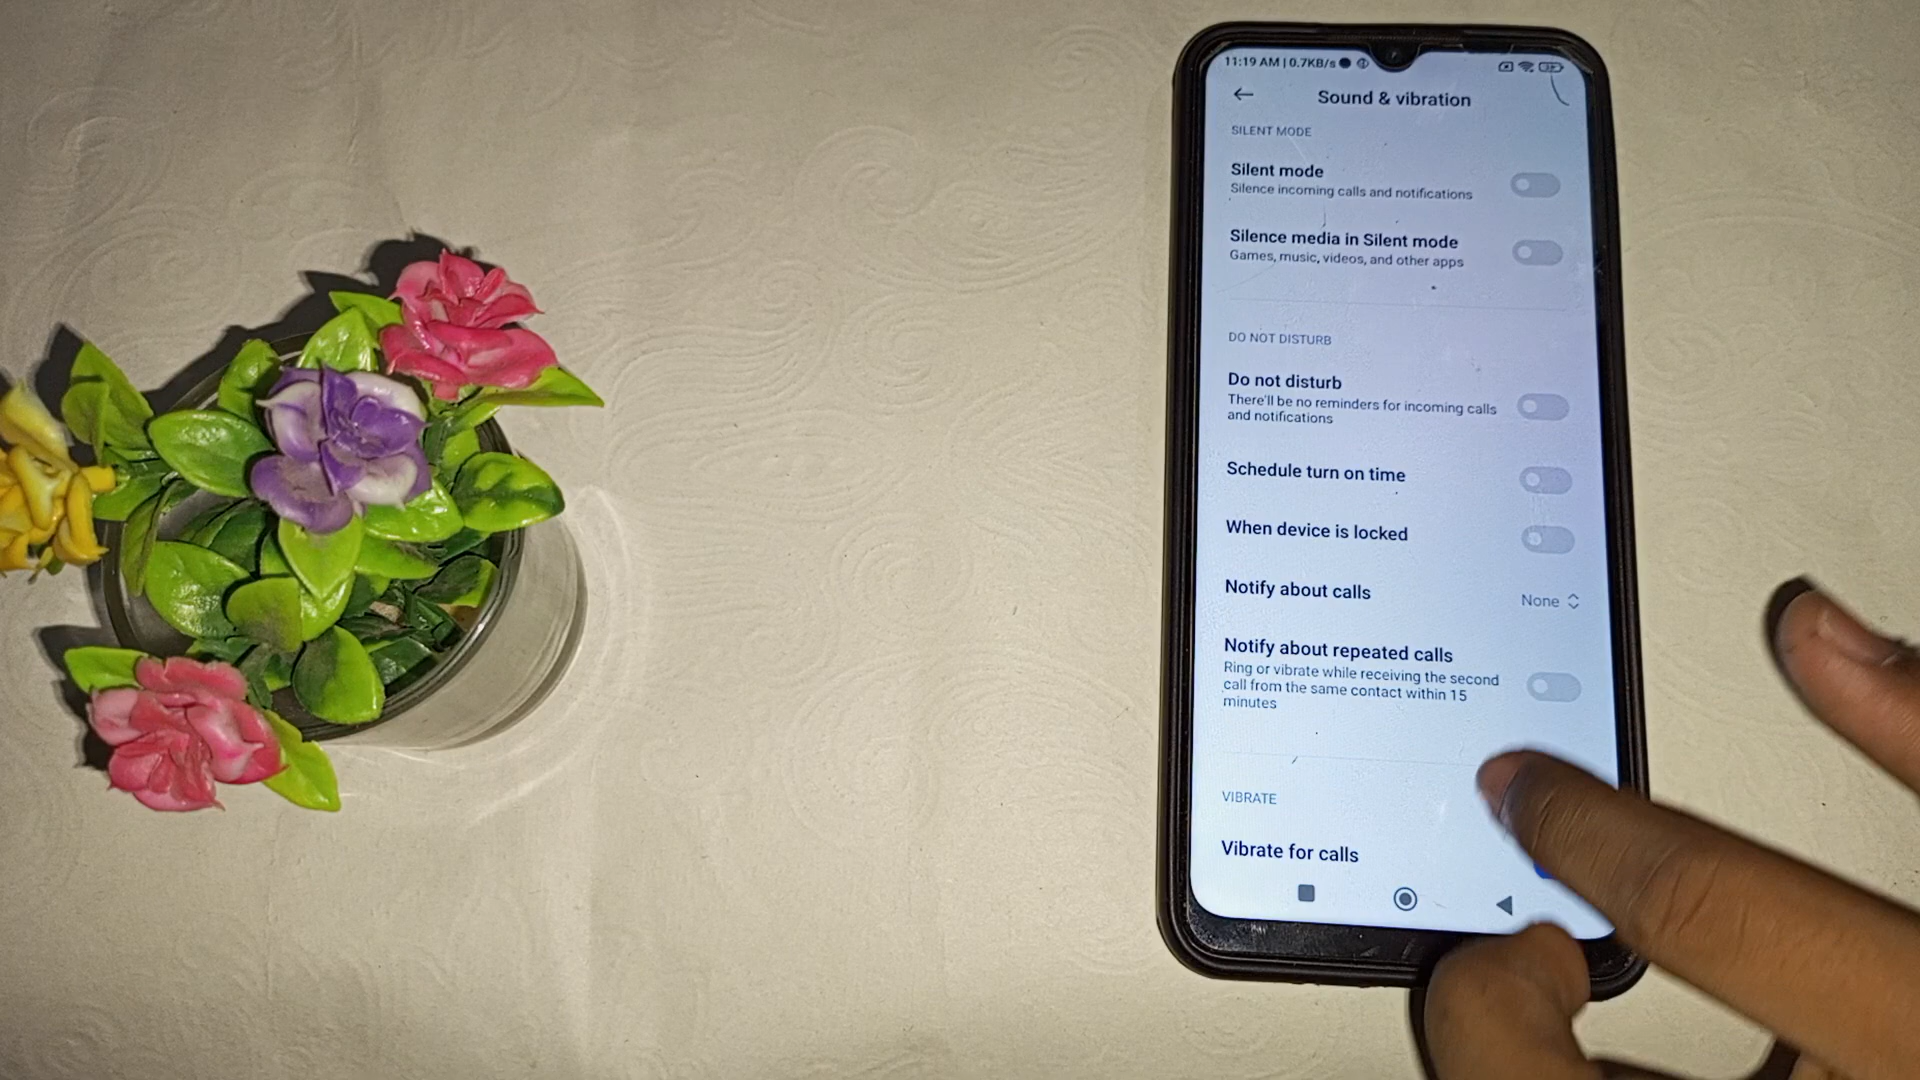 11:19 AM | 0.7KB/s
Sound & vibration
SILENT MODE
Silent mode
Silence incoming calls and notifications
Silence media in Silent mode
Games, music, videos, and other apps
DO NOT DISTURB
Do not disturb
There'll be no reminders for incoming calls
and notifications
Schedule turn on time
When device is locked
Notify about calls
None
Notify about repeated calls
Ring or vibrate while receiving the second
call from the same contact within 15
minutes
VIBRATE
Vibrate for calls